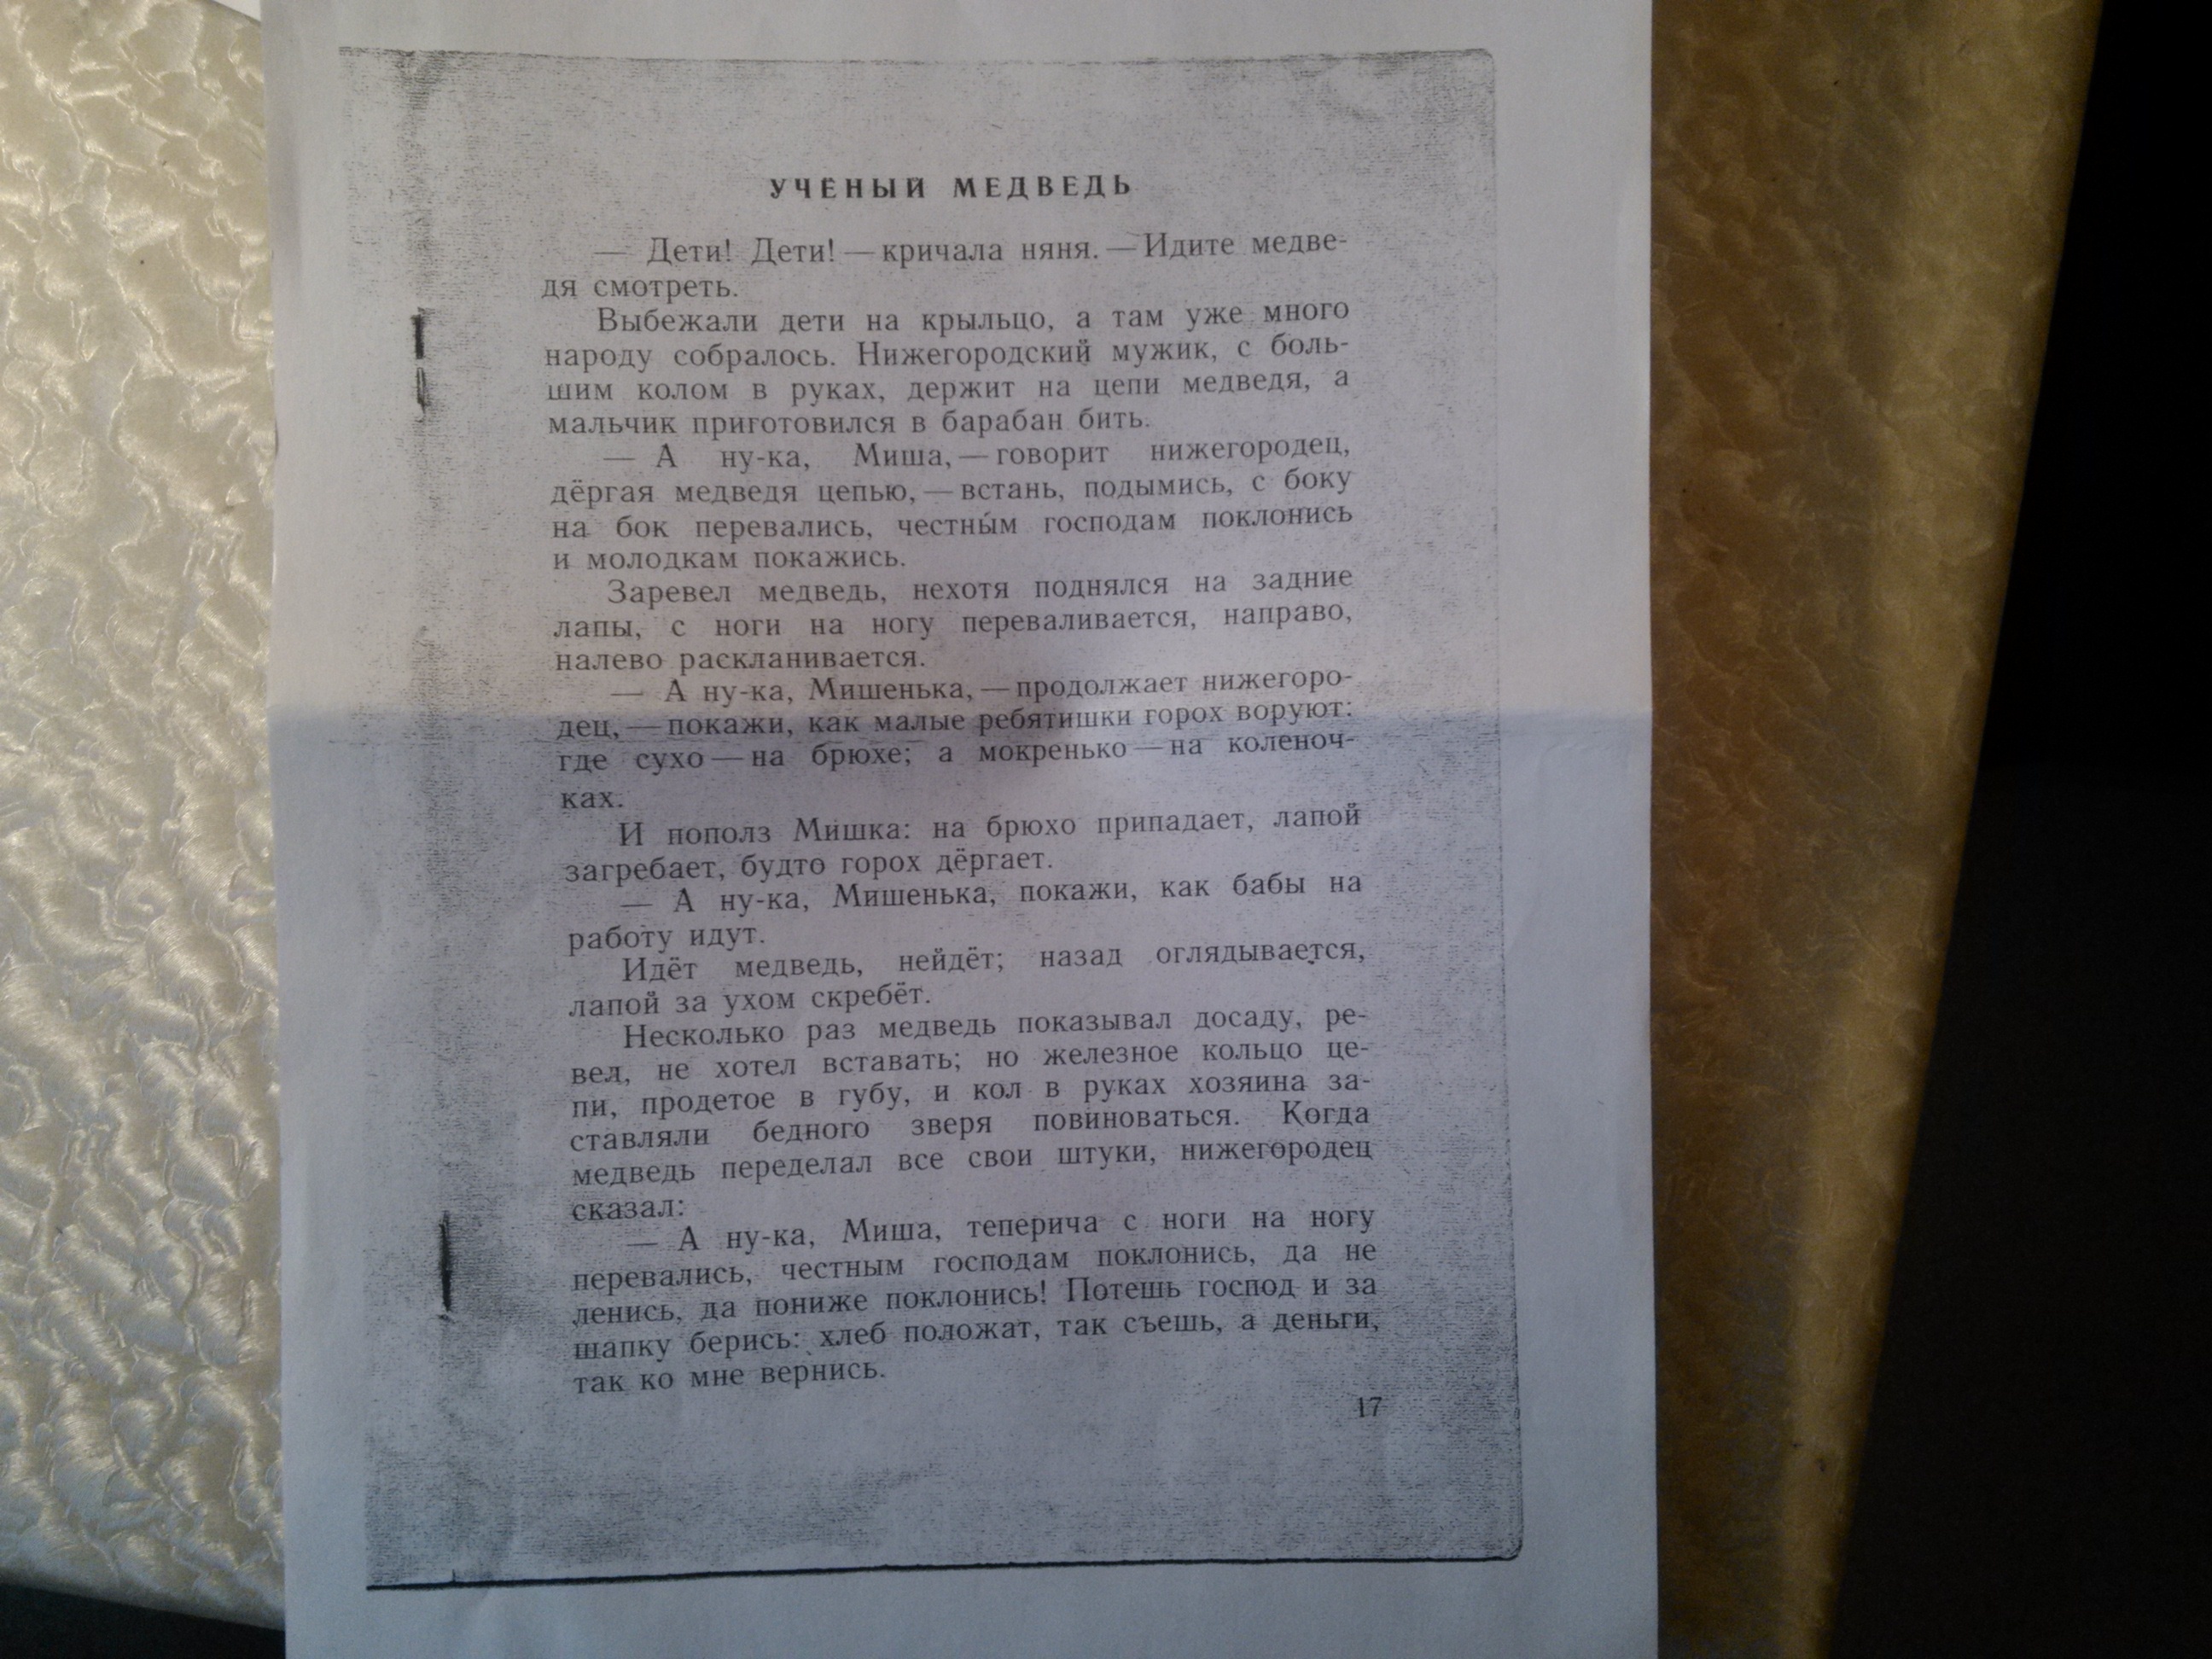 УЧЁНЫЙ МЕДВЕДЬ
— Дети! Дети! — кричала няня. — Идите медве-
дя смотреть.
Выбежали дети на крыльцо, а там уже много
народу собралось. Нижегородский мужик, с боль-
шим колом в руках, держит на цепи медведя, а
мальчик приготовился в барабан бить.
— А ну-ка, Миша, — говорит нижегородец,
дёргая медведя цепью, — встань, подымись, с боку
на бок перевались, честны́м господам поклонись
и молодкам покажись.
Заревел медведь, нехотя поднялся на задние
лапы, с ноги на ногу переваливается, направо,
налево раскланивается.
— А ну-ка, Мишенька, — продолжает нижегоро-
дец, — покажи, как малые ребятишки горох воруют:
где сухо — на брюхе; а мокренько — на коленоч-
ках.
И пополз Мишка: на брюхо припадает, лапой
загребает, будто горох дёргает.
— А ну-ка, Мишенька, покажи, как бабы на
работу идут.
Идёт медведь, нейдёт; назад оглядывается,
лапой за ухом скребёт.
Несколько раз медведь показывал досаду, ре-
вел, не хотел вставать; но железное кольцо це-
пи, продетое в губу, и кол в руках хозяина за-
ставляли бедного зверя повиноваться. Когда
медведь переделал все свои штуки, нижегородец
сказал:
— А ну-ка, Миша, теперича с ноги на ногу
перевались, честным господам поклонись, да не
ленись, да пониже поклонись! Потешь господ и за
шапку берись: хлеб положат, так съешь, а деньги,
так ко мне вернись.
17